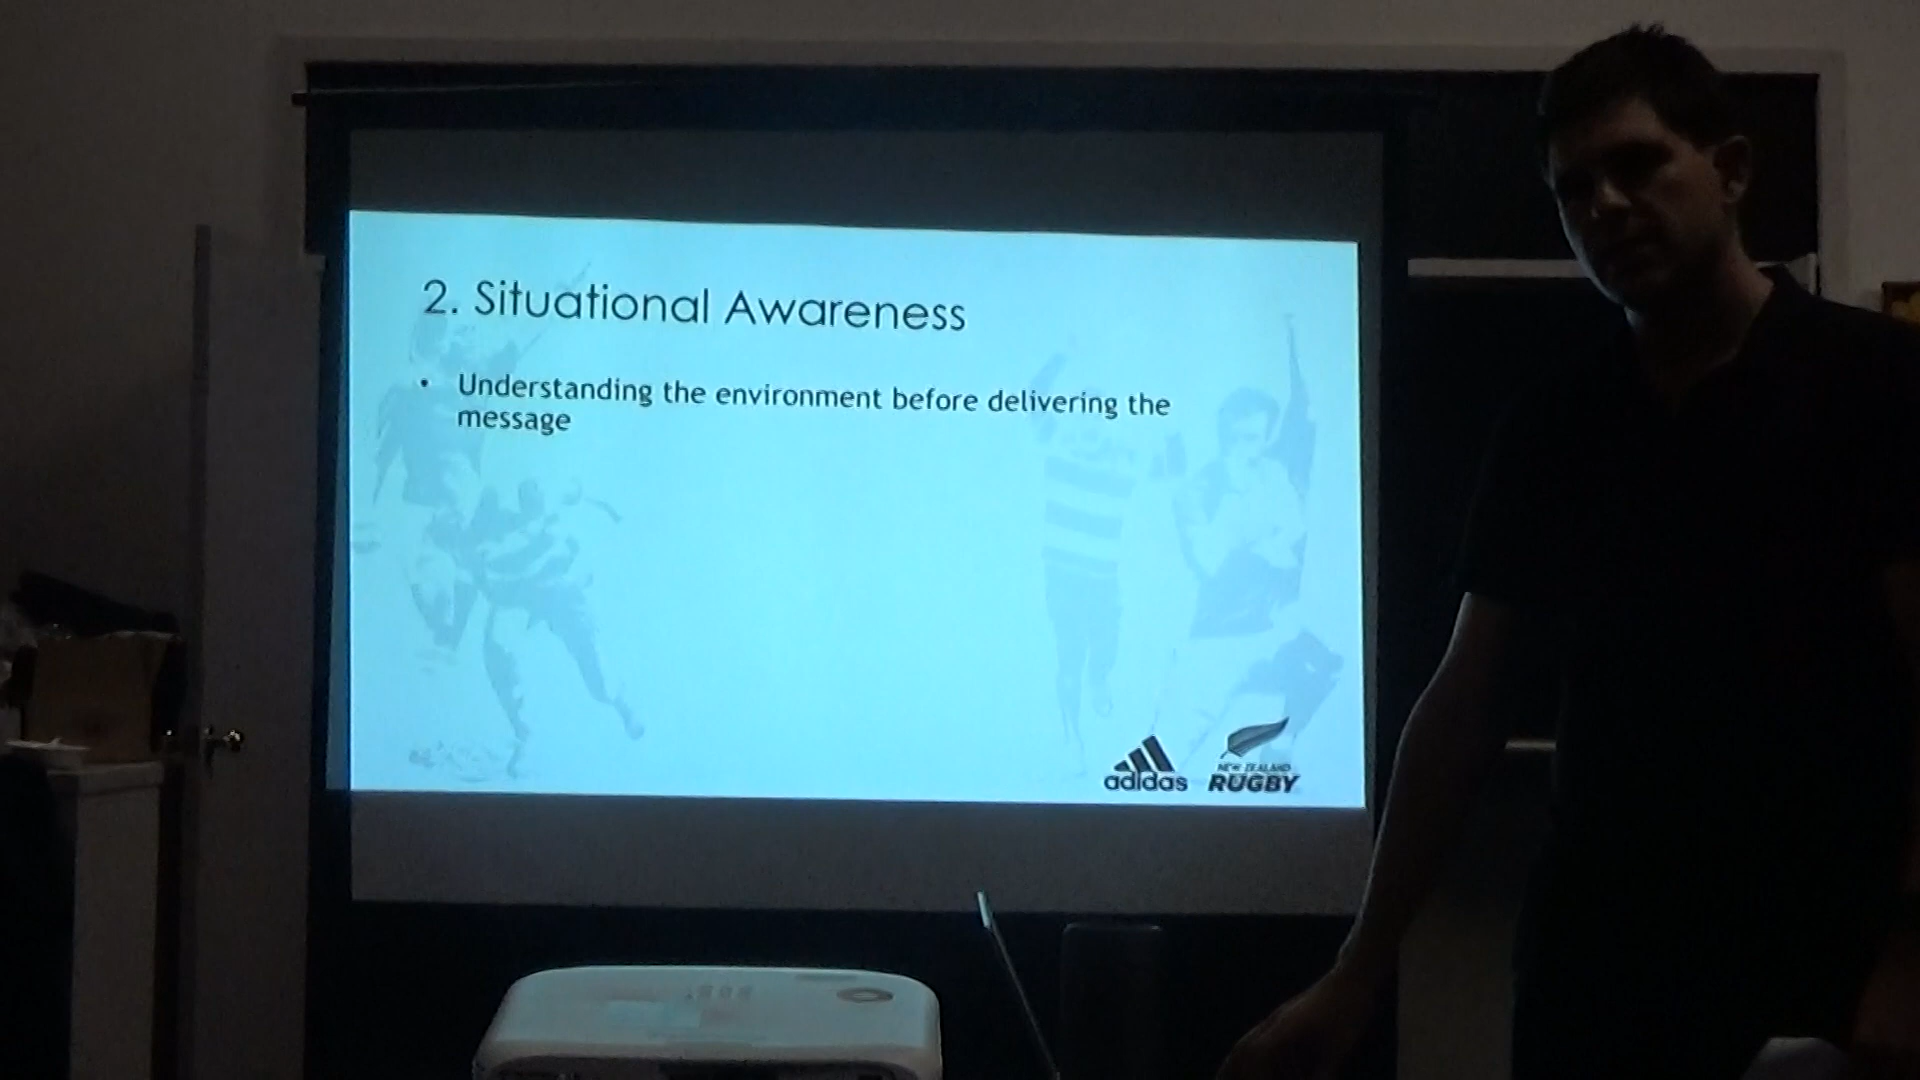 2. Situational Awareness
• Understanding the environment before delivering the
message
adidas
NEW ZEALAND
RUGBY